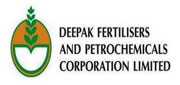 DEEPAK FERTILISERS
AND PETROCHEMICALS
CORPORATION LIMITED